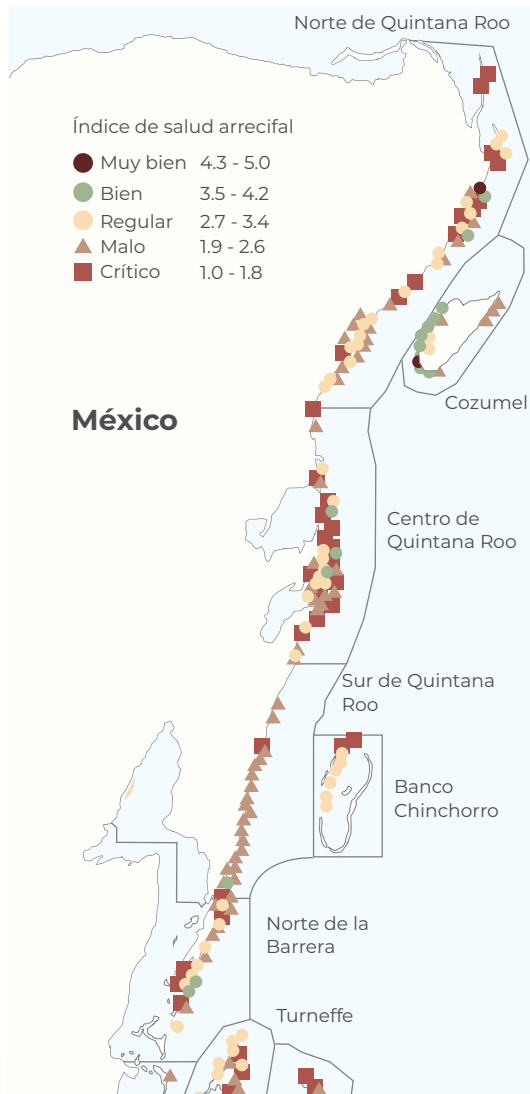 Norte de Quintana Roo
Índice de salud arrecifal
Muy bien 4.3 - 5.0
Bien 3.5 - 4.2
Regular 2.7 - 3.4
Malo 1.9 - 2.6
Crítico 1.0 - 1.8
Cozumel
México
Centro de
Quintana Roo
Sur de Quintana
Roo
Banco
Chinchorro
Norte de la
Barrera
Turneffe